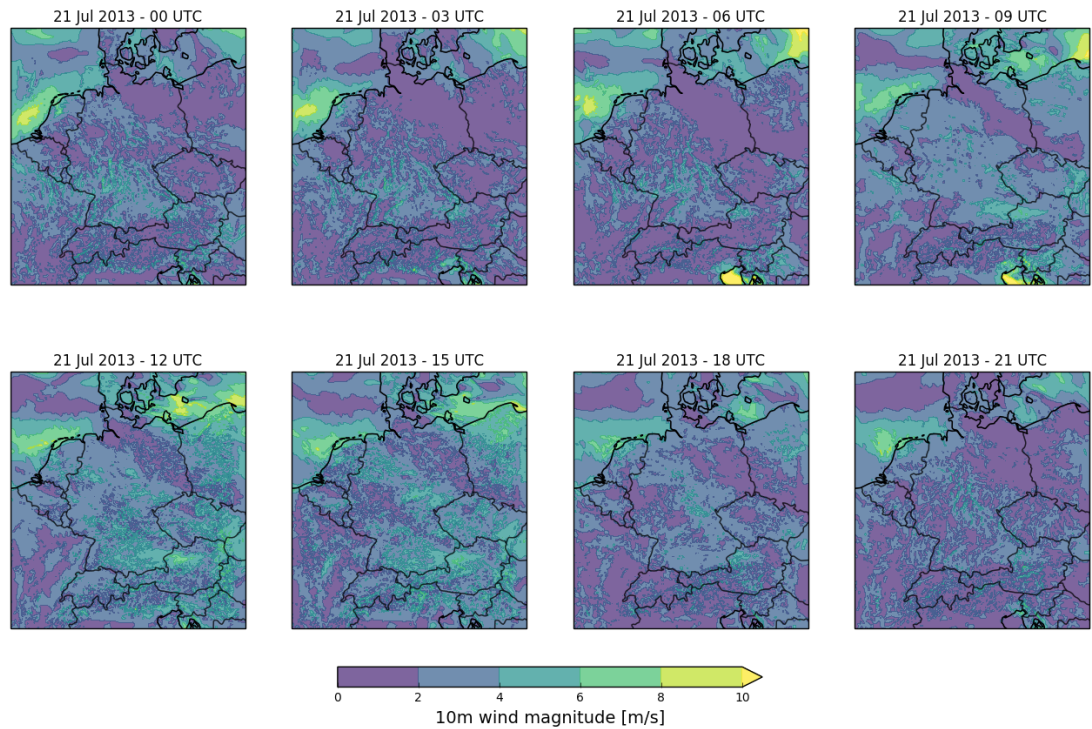 21 Jul 2013 - 00 UTC
21 Jul 2013 - 03 UTC
21 Jul 2013 - 06 UTC
21 Jul 2013 - 09 UTC
21 Jul 2013 - 12 UTC
21 Jul 2013 - 15 UTC
21 Jul 2013 - 18 UTC
21 Jul 2013 - 21 UTC
0 2 4 6 8 10
10m wind magnitude [m/s]